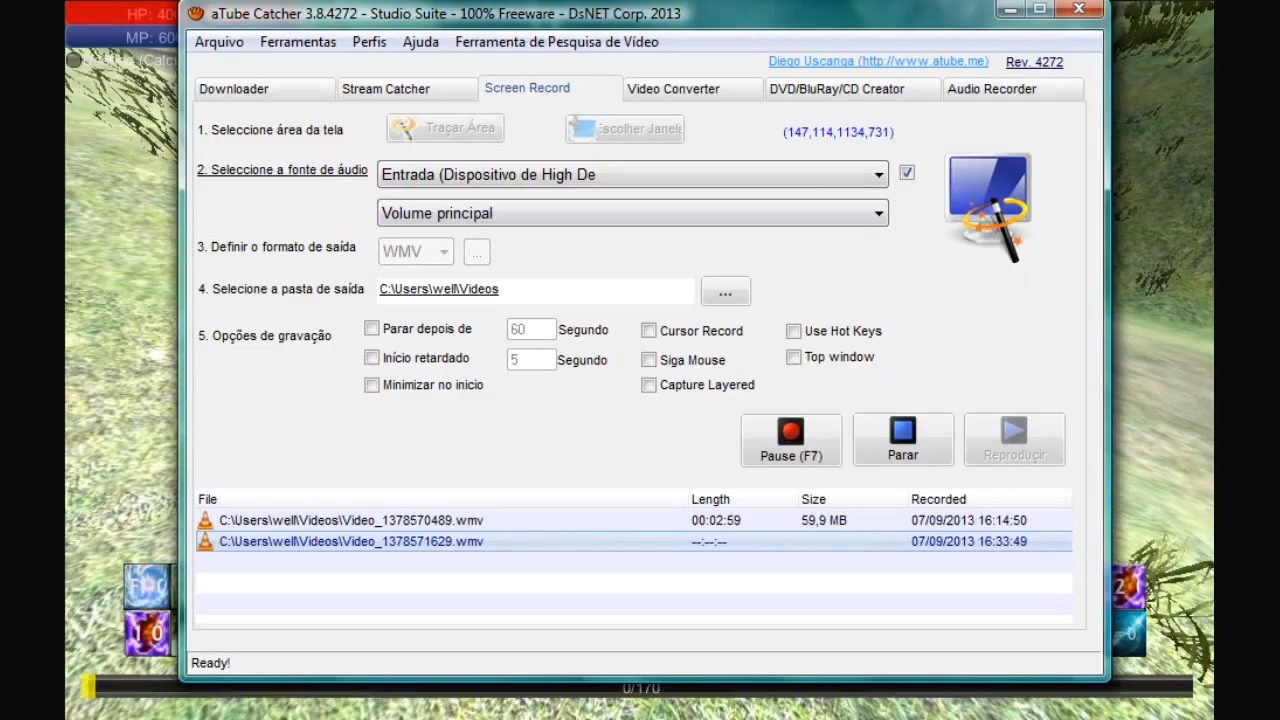 HP: 40
aTube Catcher 3.8.4272 - Studio Suite - 100% Freeware - DsNET Corp. 2013
MP: 600
Arquivo Ferramentas Perfis Ajuda Ferramenta de Pesquisa de Vídeo
Diego Uscanga (http://www.atube.me) Rev. 4272
Downloader Stream Catcher Screen Record Video Converter DVD/BluRay/CD Creator Audio Recorder
1. Seleccione área da tela Traçar Área Escolher Janela (147,114,1134,731)
2. Seleccione a fonte de áudio Entrada (Dispositivo de High De
Volume principal
3. Definir o formato de saída WMV ...
4. Selecione a pasta de saída C:\Users\well\Videos ...
5. Opções de gravação Parar depois de 60 Segundo Cursor Record Use Hot Keys
Início retardado 5 Segundo Siga Mouse Top window
Minimizar no inicio Capture Layered
Pause (F7) Parar Reproduçir
File Length Size Recorded
C:\Users\well\Videos\Video_1378570489.wmv 00:02:59 59,9 MB 07/09/2013 16:14:50
C:\Users\well\Videos\Video_1378571629.wmv --:--:-- 07/09/2013 16:33:49
10
Ready!
0/170